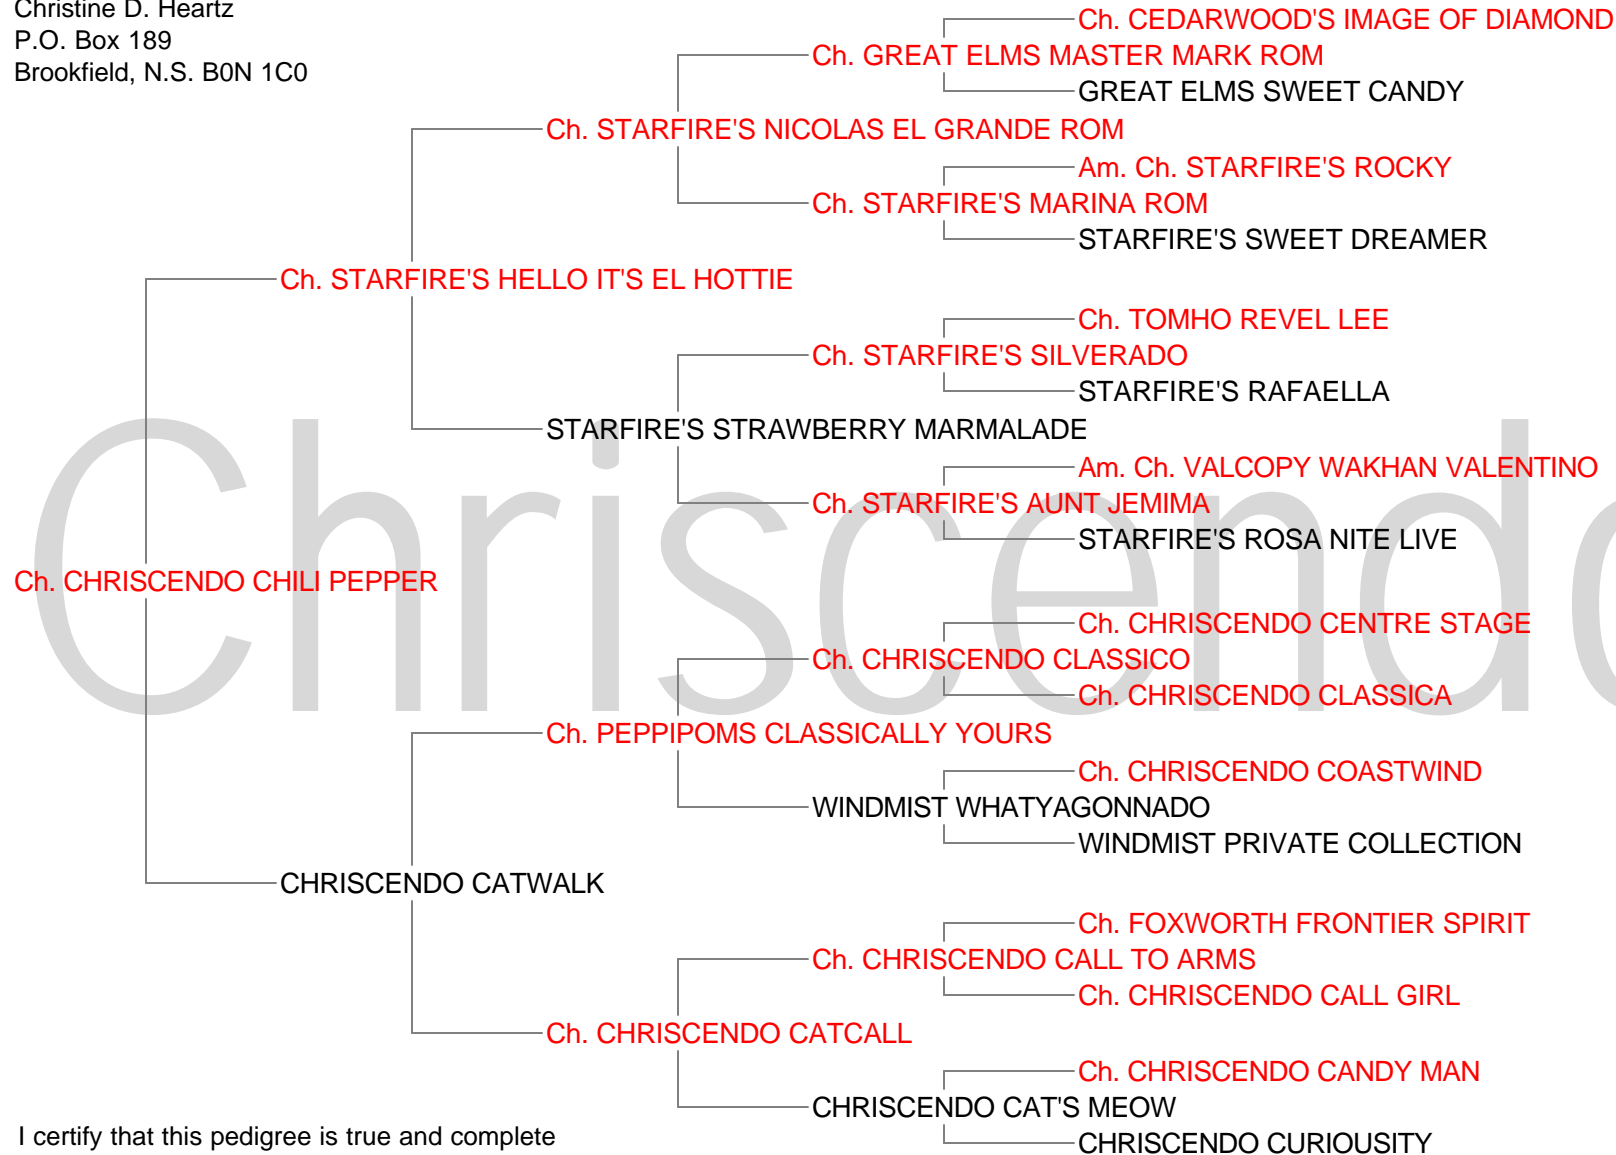 Christine D. Heartz
P.O. Box 189
Brookfield, N.S. B0N 1C0
Ch. CEDARWOOD'S IMAGE OF DIAMOND
Ch. GREAT ELMS MASTER MARK ROM
GREAT ELMS SWEET CANDY
Ch. STARFIRE'S NICOLAS EL GRANDE ROM
Am. Ch. STARFIRE'S ROCKY
Ch. STARFIRE'S MARINA ROM
STARFIRE'S SWEET DREAMER
Ch. STARFIRE'S HELLO IT'S EL HOTTIE
Ch. TOMHO REVEL LEE
Ch. STARFIRE'S SILVERADO
STARFIRE'S RAFAELLA
STARFIRE'S STRAWBERRY MARMALADE
Am. Ch. VALCOPY WAKHAN VALENTINO
Ch. STARFIRE'S AUNT JEMIMA
STARFIRE'S ROSA NITE LIVE
Chriscendo
Ch. CHRISCENDO CHILI PEPPER
Ch. CHRISCENDO CENTRE STAGE
Ch. CHRISCENDO CLASSICO
Ch. CHRISCENDO CLASSICA
Ch. PEPPIPOMS CLASSICALLY YOURS
Ch. CHRISCENDO COASTWIND
WINDMIST WHATYAGONNADO
WINDMIST PRIVATE COLLECTION
CHRISCENDO CATWALK
Ch. FOXWORTH FRONTIER SPIRIT
Ch. CHRISCENDO CALL TO ARMS
Ch. CHRISCENDO CALL GIRL
Ch. CHRISCENDO CATCALL
Ch. CHRISCENDO CANDY MAN
CHRISCENDO CAT'S MEOW
CHRISCENDO CURIOUSITY
I certify that this pedigree is true and complete